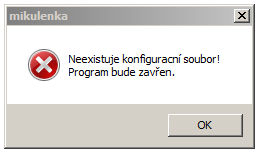 mikulenka
Neexistuje konfiguracní soubor!
Program bude zavřen.
OK